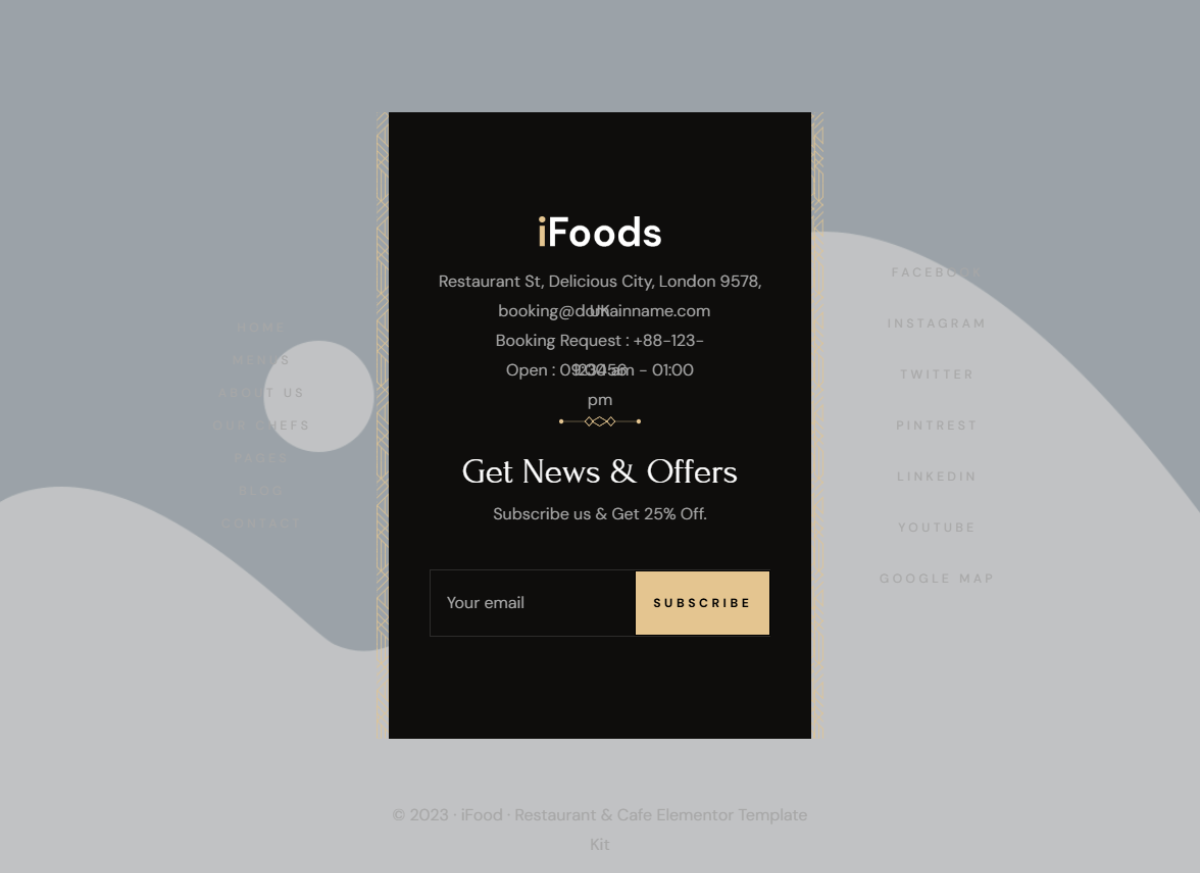 iFoods
Restaurant St, Delicious City, London 9578,
UK
booking@domainname.com
Booking Request : +88-123-
123456
Open : 09:00 am - 01:00
pm
Get News & Offers
Subscribe us & Get 25% Off.
Your email
SUBSCRIBE
HOME
MENUS
ABOUT US
OUR CHEFS
PAGES
BLOG
CONTACT
FACEBOOK
INSTAGRAM
TWITTER
PINTREST
LINKEDIN
YOUTUBE
GOOGLE MAP
© 2023 · iFood · Restaurant & Cafe Elementor Template
Kit